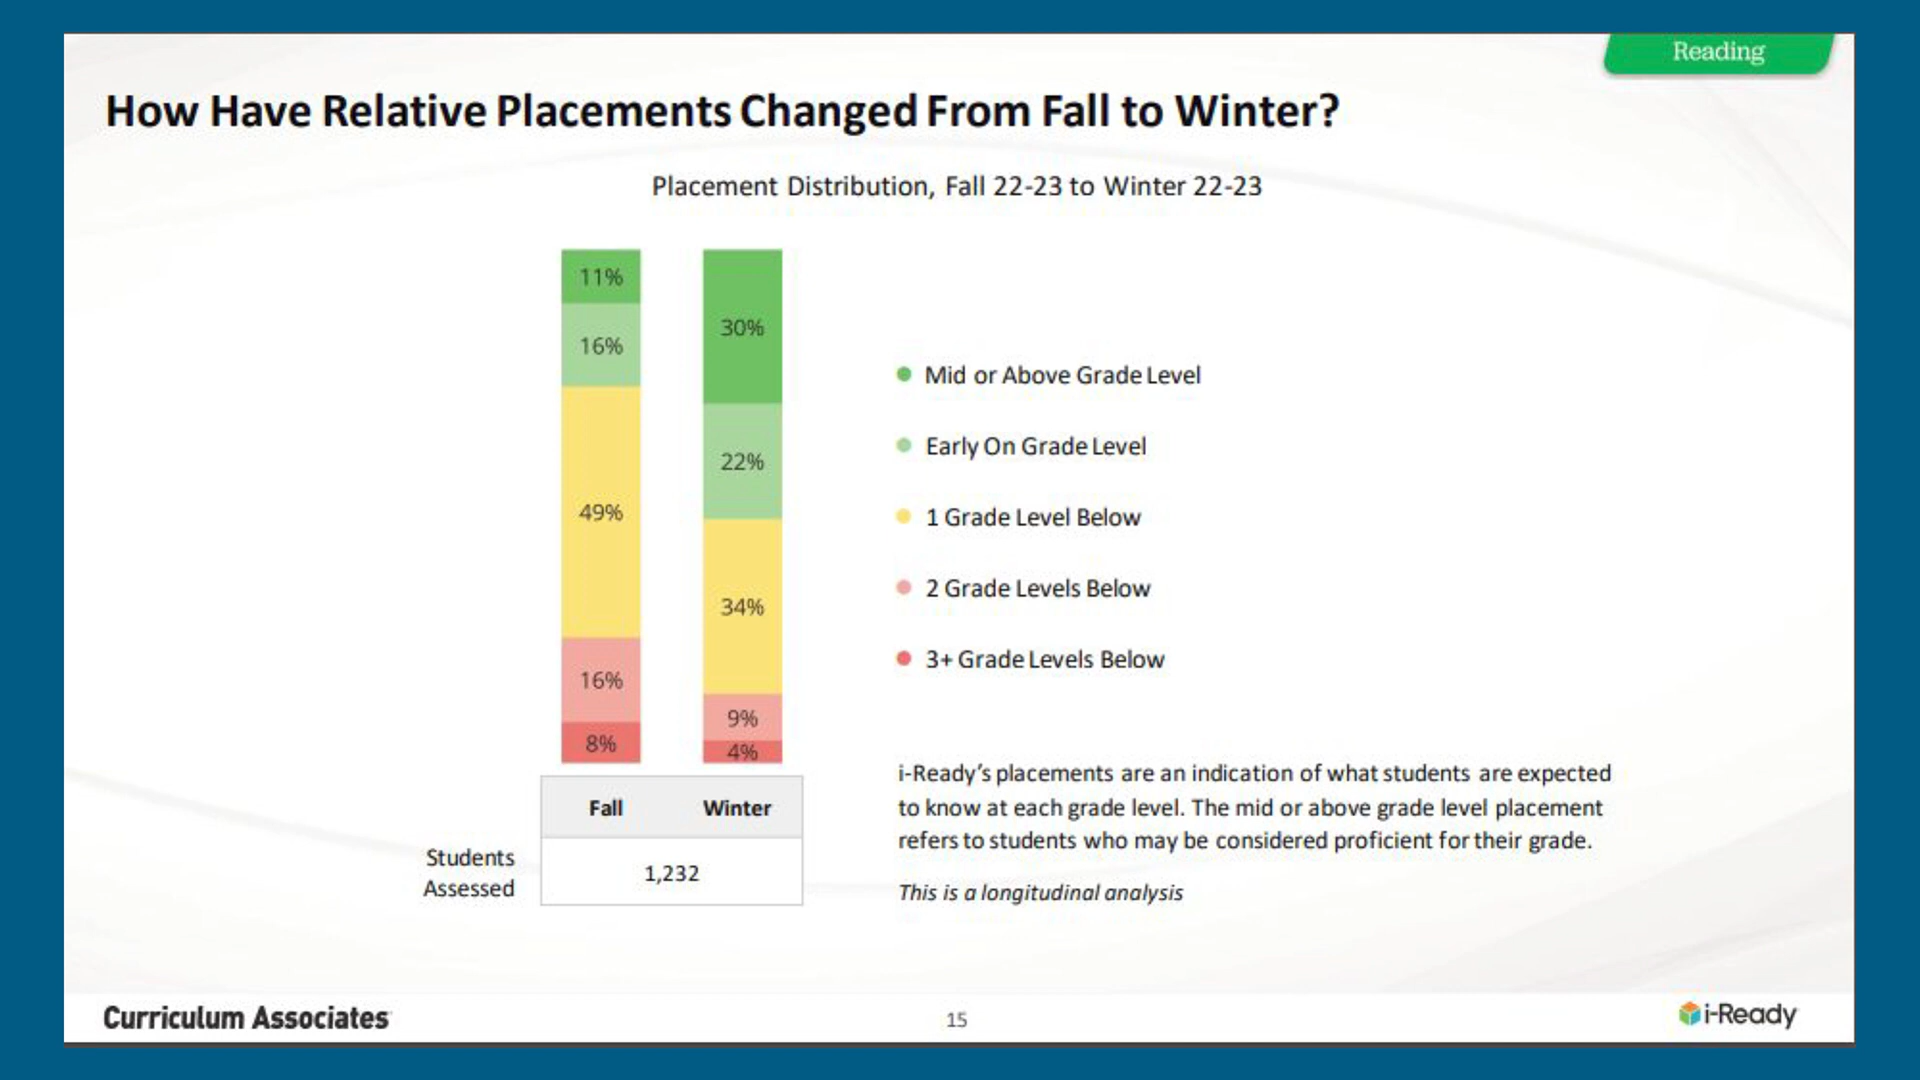 Reading
How Have Relative Placements Changed From Fall to Winter?
Placement Distribution, Fall 22-23 to Winter 22-23
11%
16%
49%
16%
8%
30%
22%
34%
9%
4%
Mid or Above Grade Level
Early On Grade Level
1 Grade Level Below
2 Grade Levels Below
3+ Grade Levels Below
Fall Winter
Students
Assessed
1,232
i-Ready’s placements are an indication of what students are expected
to know at each grade level. The mid or above grade level placement
refers to students who may be considered proficient for their grade.
This is a longitudinal analysis
Curriculum Associates
15
i-Ready